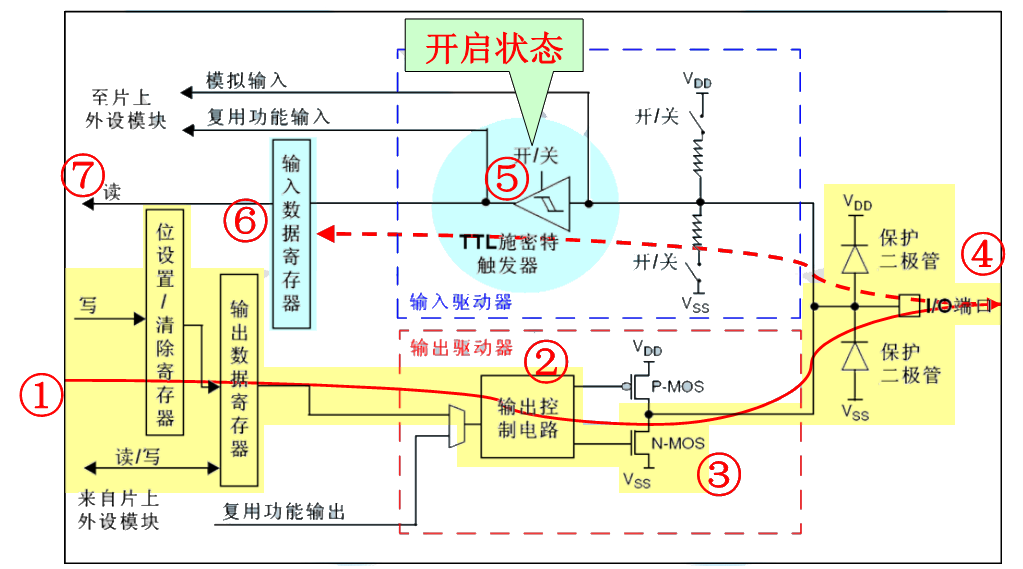 开启状态
模拟输入
至片上
外设模块
复用功能输入
VDD
开/关
⑦
读
⑥
输入数据寄存器
⑤
开/关
TTL施密特
触发器
开/关
VSS
输入驱动器
VDD
保护
二极管
④
I/O端口
保护
二极管
VSS
位设置/清除寄存器
写
输出数据寄存器
①
读/写
来自片上
外设模块
复用功能输出
输出驱动器
②
VDD
P-MOS
输出控
制电路
N-MOS
VSS
③